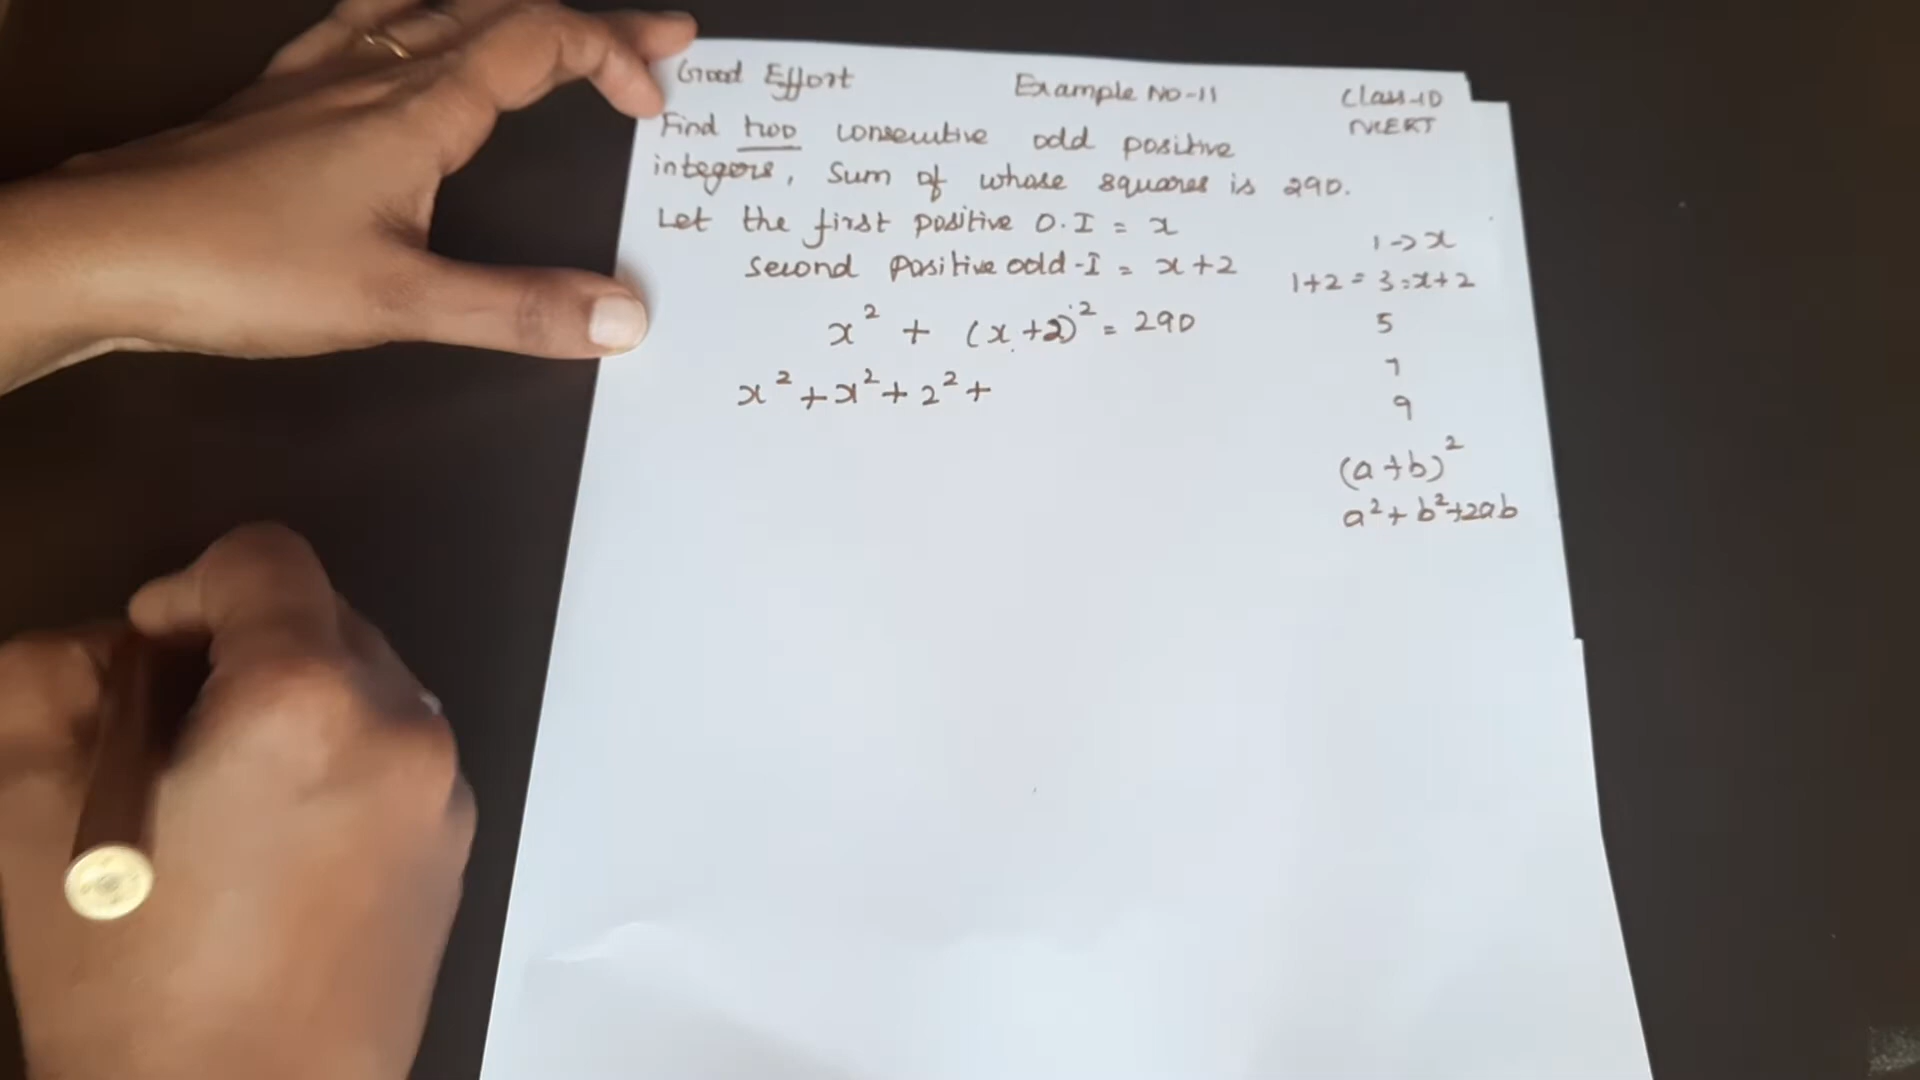 Good Effort Example No-11 Class-10
NCERT
Find two consecutive odd positive
integers, Sum of whose squares is 290.
Let the first positive O.I = x
second positive odd-I = x+2
x² + (x+2)² = 290
x² + x² + 2² +
1 -> x
1+2 = 3 = x+2
5
7
9
(a+b)²
a² + b² + 2ab